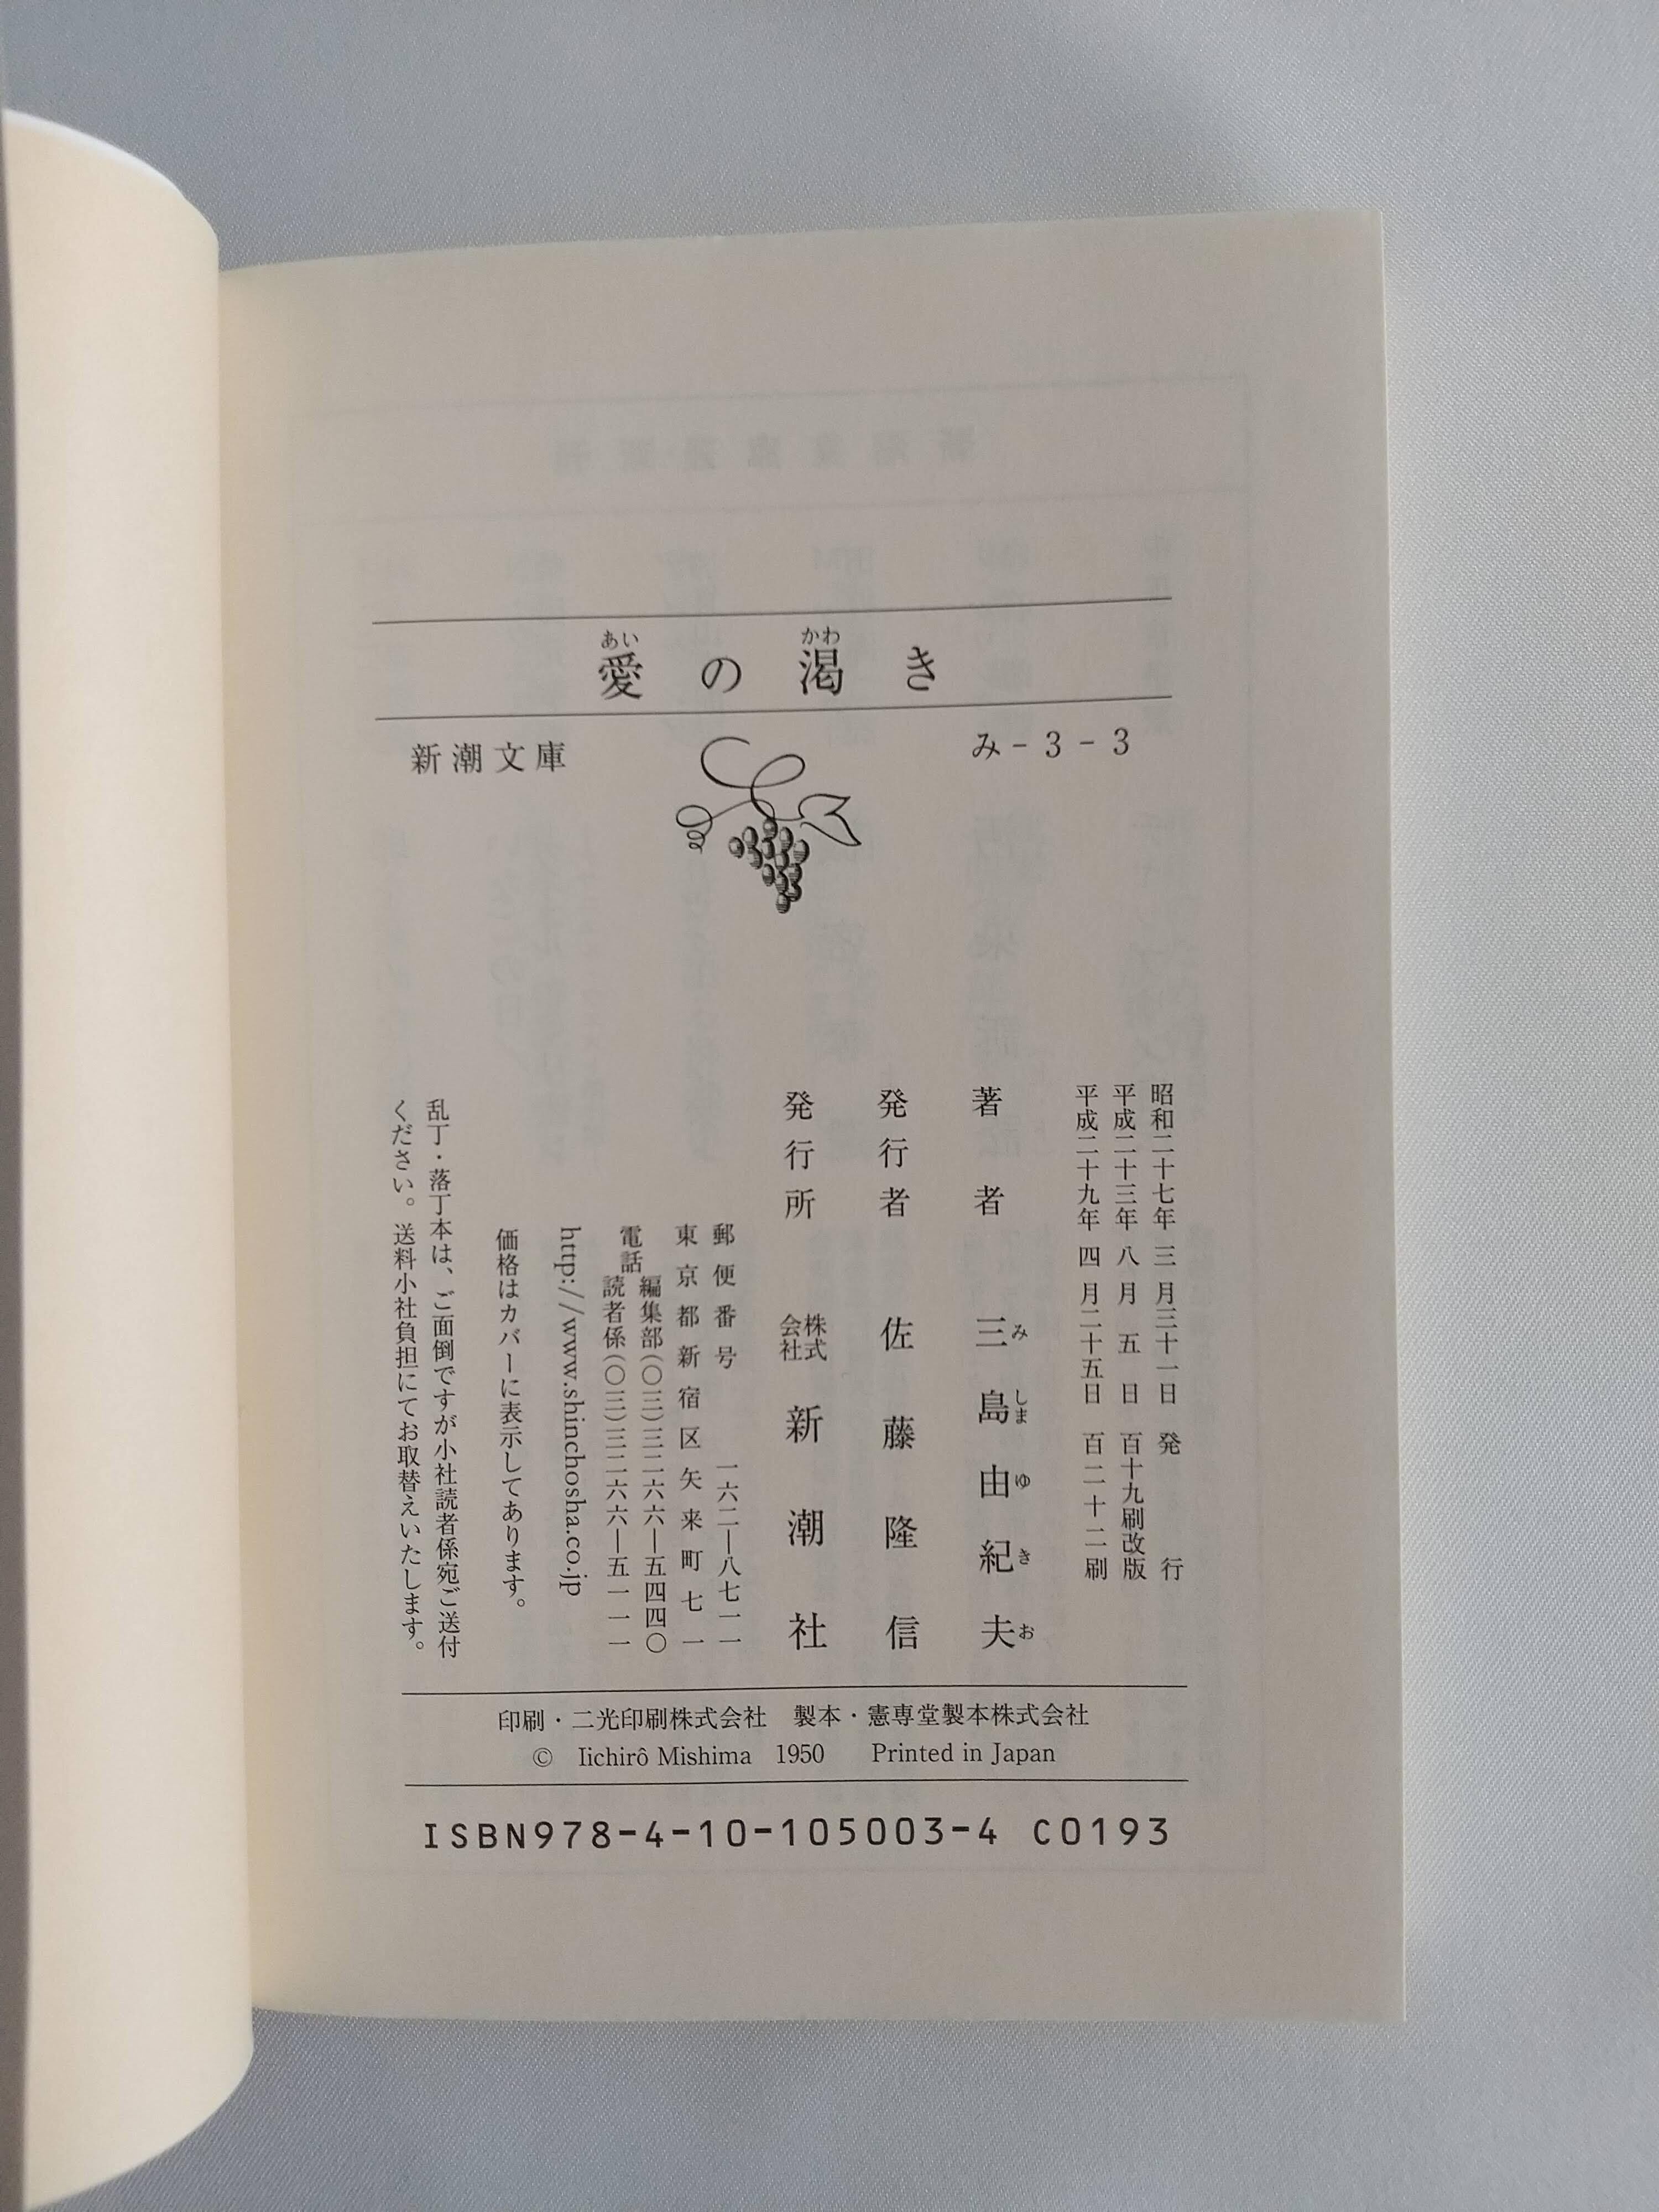 愛の渇き
あい かわ
新潮文庫
み-3-3
昭和二十七年 三 月三十一日 発 行
平成二十三年 八 月 五 日 百十九刷改版
平成二十九年 四 月二十五日 百二十二刷
著者 三島由紀夫
み しま ゆ き お
発行者 佐藤隆信
発行所 株式会社 新潮社
郵便番号 一六二―八七一一
東京都新宿区矢来町七一
電話 編集部(〇三)三二六六―五四四〇
読者係(〇三)三二六六―五一一一
http://www.shinchosha.co.jp
価格はカバーに表示してあります。
乱丁・落丁本は、ご面倒ですが小社読者係宛ご送付
ください。送料小社負担にてお取替えいたします。
印刷・二光印刷株式会社 製本・憲専堂製本株式会社
© Iichirô Mishima 1950 Printed in Japan
ISBN978-4-10-105003-4 C0193